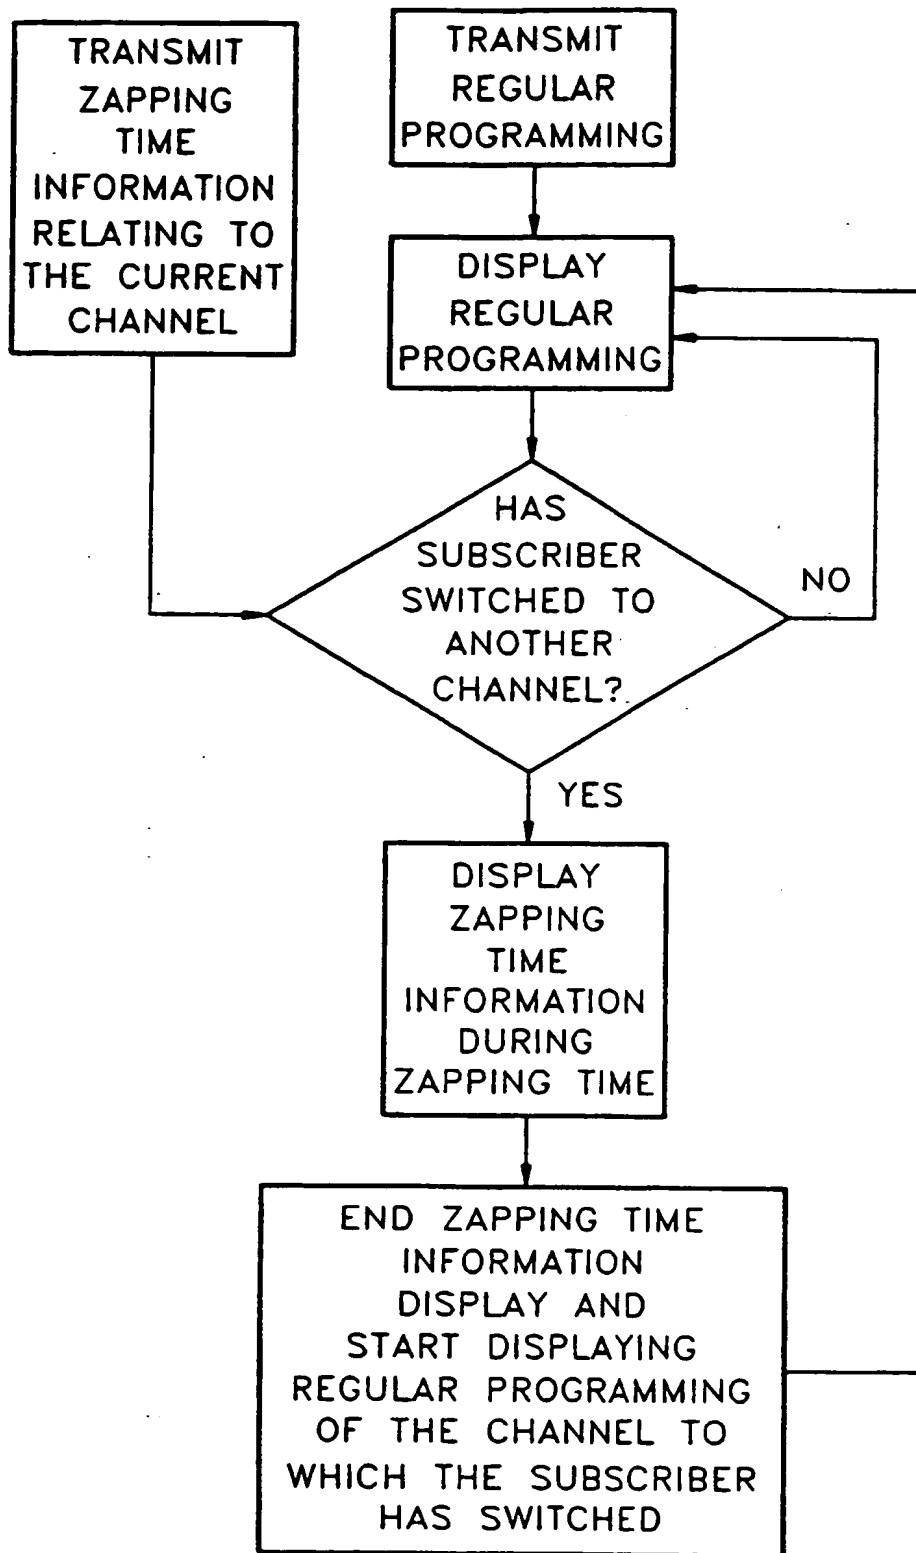 TRANSMIT
ZAPPING
TIME
INFORMATION
RELATING TO
THE CURRENT
CHANNEL
TRANSMIT
REGULAR
PROGRAMMING
DISPLAY
REGULAR
PROGRAMMING
HAS
SUBSCRIBER
SWITCHED TO
ANOTHER
CHANNEL?
NO
YES
DISPLAY
ZAPPING
TIME
INFORMATION
DURING
ZAPPING TIME
END ZAPPING TIME
INFORMATION
DISPLAY AND
START DISPLAYING
REGULAR PROGRAMMING
OF THE CHANNEL TO
WHICH THE SUBSCRIBER
HAS SWITCHED